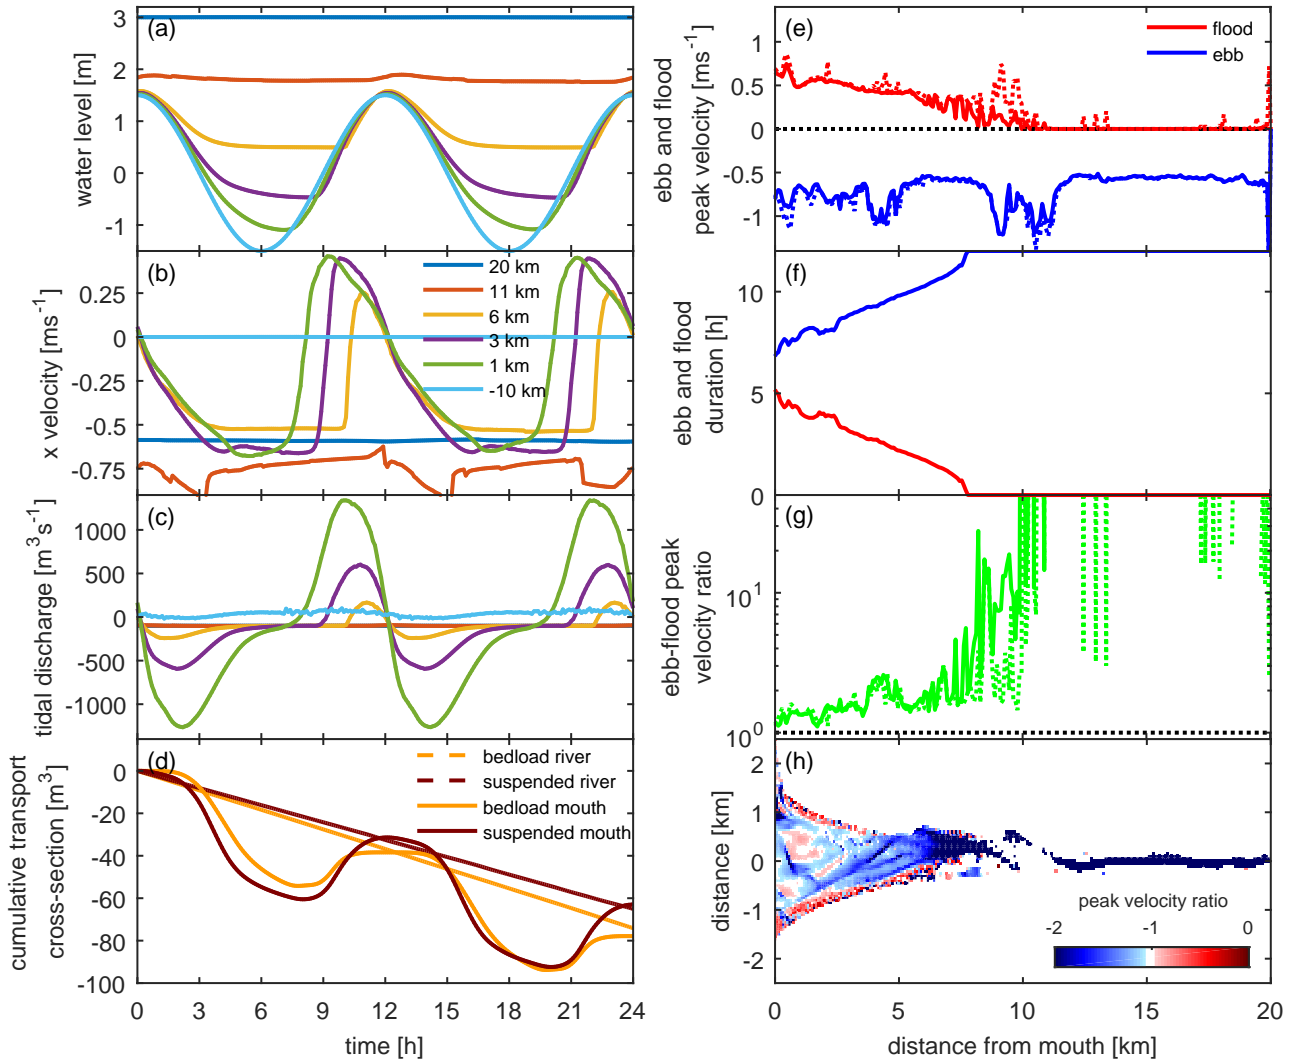 (a)
water level [m]
3
2
1
0
-1
(b)
x velocity [ms⁻¹]
0.25
0
-0.25
-0.5
-0.75
20 km
11 km
6 km
3 km
1 km
-10 km
(c)
tidal discharge [m³ s⁻¹]
1000
500
0
-500
-1000
(d)
cumulative transport
cross-section [m³]
0
-20
-40
-60
-80
-100
bedload river
suspended river
bedload mouth
suspended mouth
0 3 6 9 12 15 18 21 24
time [h]
(e)
ebb and flood
peak velocity [ms⁻¹]
1
0.5
0
-0.5
-1
flood
ebb
(f)
ebb and flood
duration [h]
10
5
0
(g)
ebb-flood peak
velocity ratio
10¹
10⁰
(h)
distance [km]
2
1
0
-1
-2
peak velocity ratio
-2 -1 0
0 5 10 15 20
distance from mouth [km]